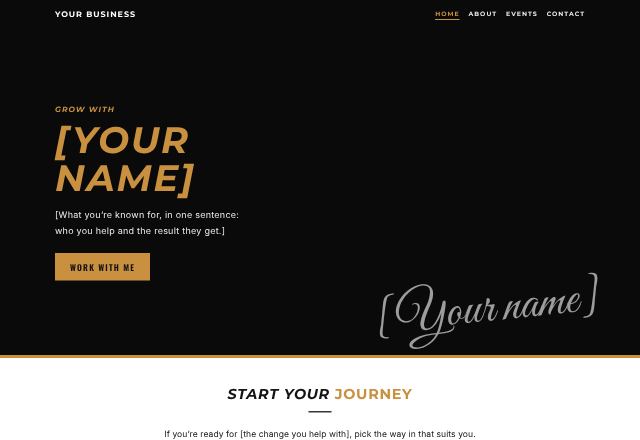 YOUR BUSINESS
HOME ABOUT EVENTS CONTACT
GROW WITH
[YOUR
NAME]
[What you're known for, in one sentence:
who you help and the result they get.]
WORK WITH ME
[Your name]
START YOUR JOURNEY
If you're ready for [the change you help with], pick the way in that suits you.